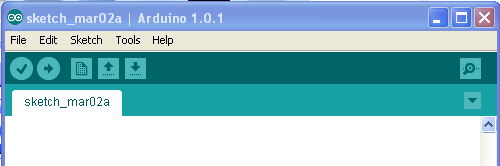 sketch_mar02a | Arduino 1.0.1
File Edit Sketch Tools Help
sketch_mar02a